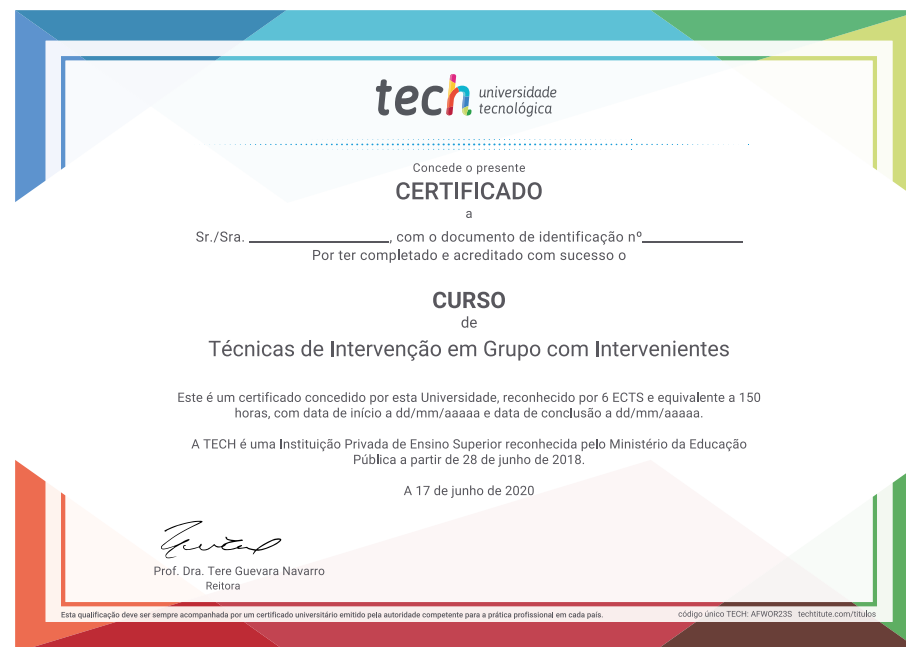 tech universidade
tecnológica
Concede o presente
CERTIFICADO
a
Sr./Sra. ____________________, com o documento de identificação nº______________
Por ter completado e acreditado com sucesso o
CURSO
de
Técnicas de Intervenção em Grupo com Intervenientes
Este é um certificado concedido por esta Universidade, reconhecido por 6 ECTS e equivalente a 150
horas, com data de início a dd/mm/aaaaa e data de conclusão a dd/mm/aaaaa.
A TECH é uma Instituição Privada de Ensino Superior reconhecida pelo Ministério da Educação
Pública a partir de 28 de junho de 2018.
A 17 de junho de 2020
Prof. Dra. Tere Guevara Navarro
Reitora
Esta qualificação deve ser sempre acompanhada por um certificado universitário emitido pela autoridade competente para a prática profissional em cada país.
código único TECH: AFWOR23S techtitute.com/titulos